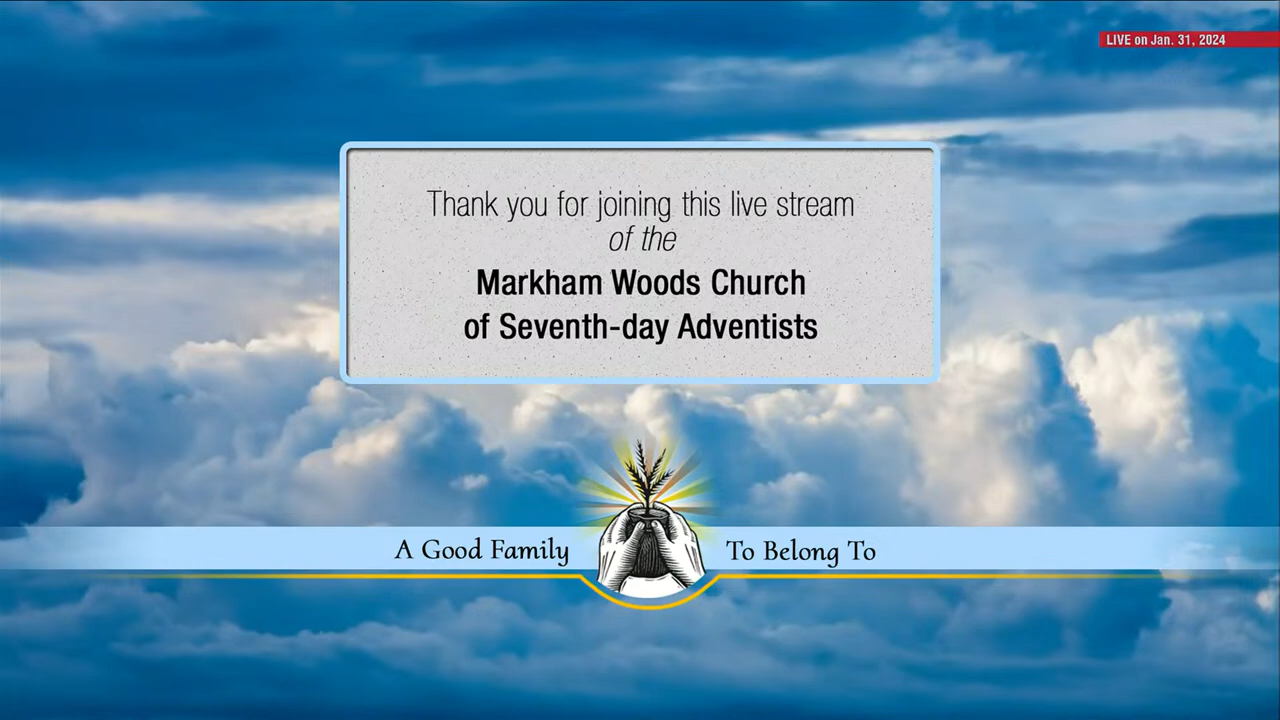 LIVE on Jan. 31, 2024
Thank you for joining this live stream
of the
Markham Woods Church
of Seventh-day Adventists
A Good Family To Belong To